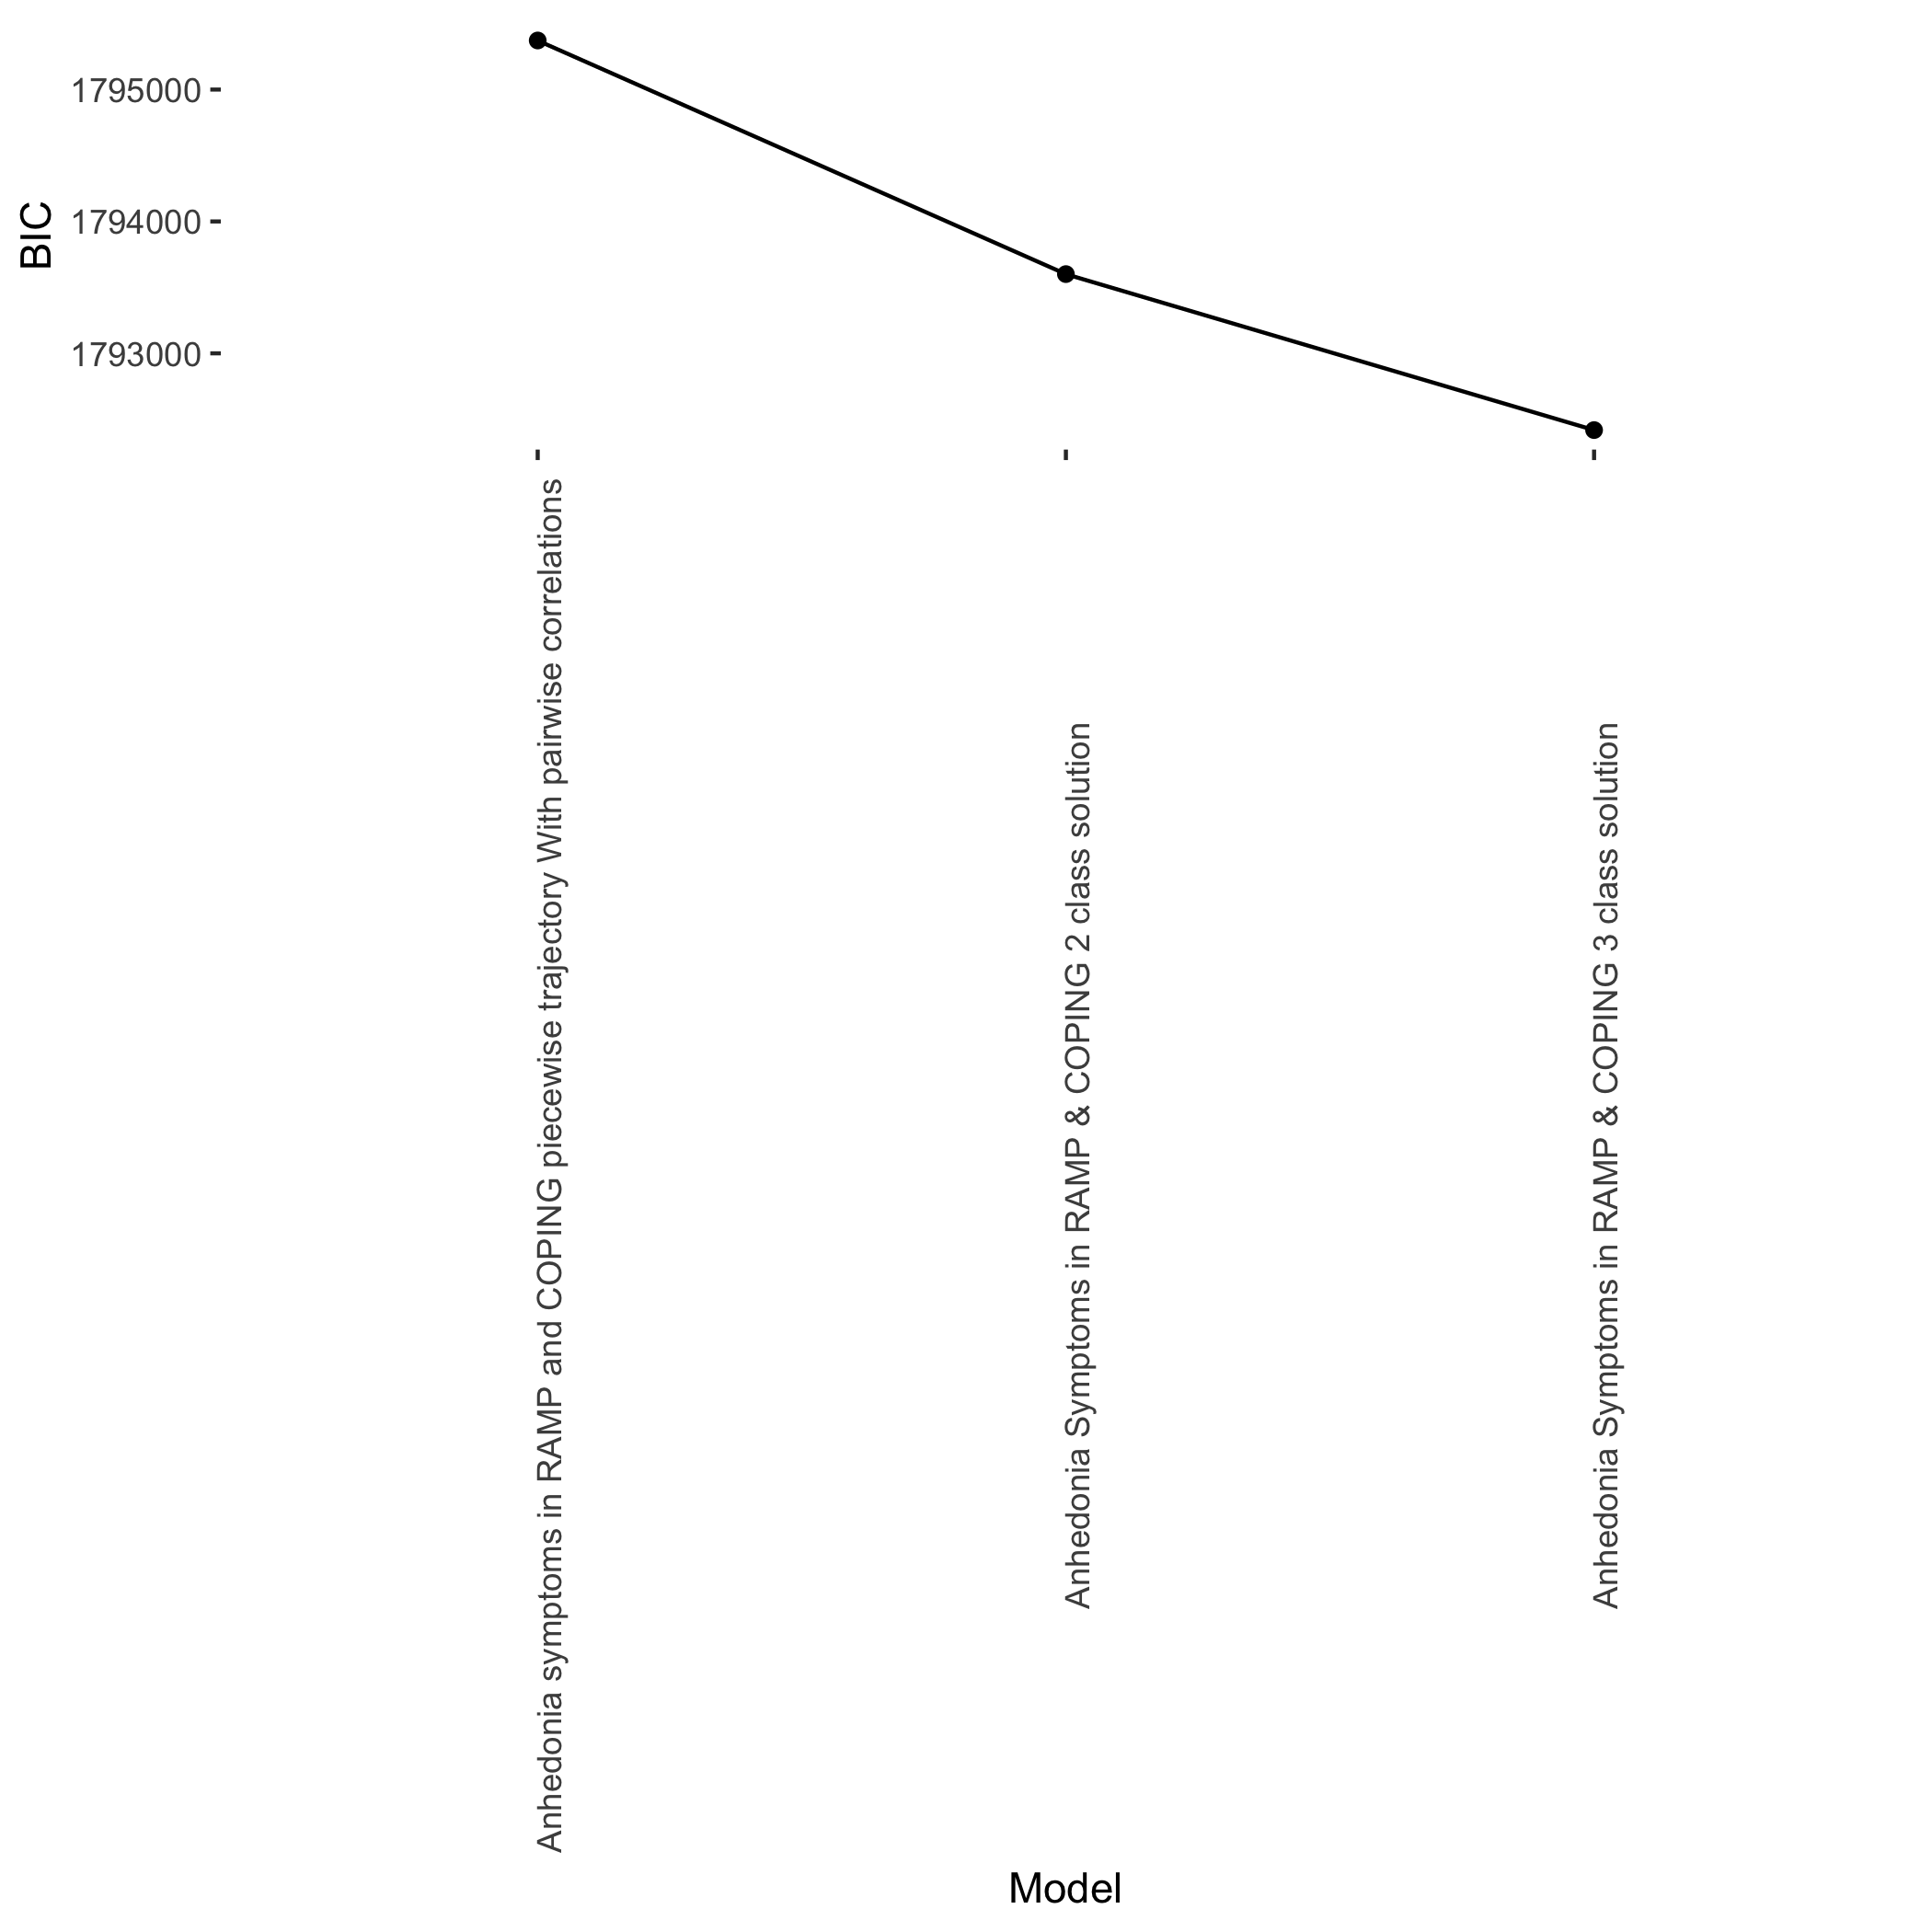 BIC
1795000
1794000
1793000
Anhedonia symptoms in RAMP and COPING piecewise trajectory With pairwise correlations
Anhedonia Symptoms in RAMP & COPING 2 class solution
Anhedonia Symptoms in RAMP & COPING 3 class solution
Model